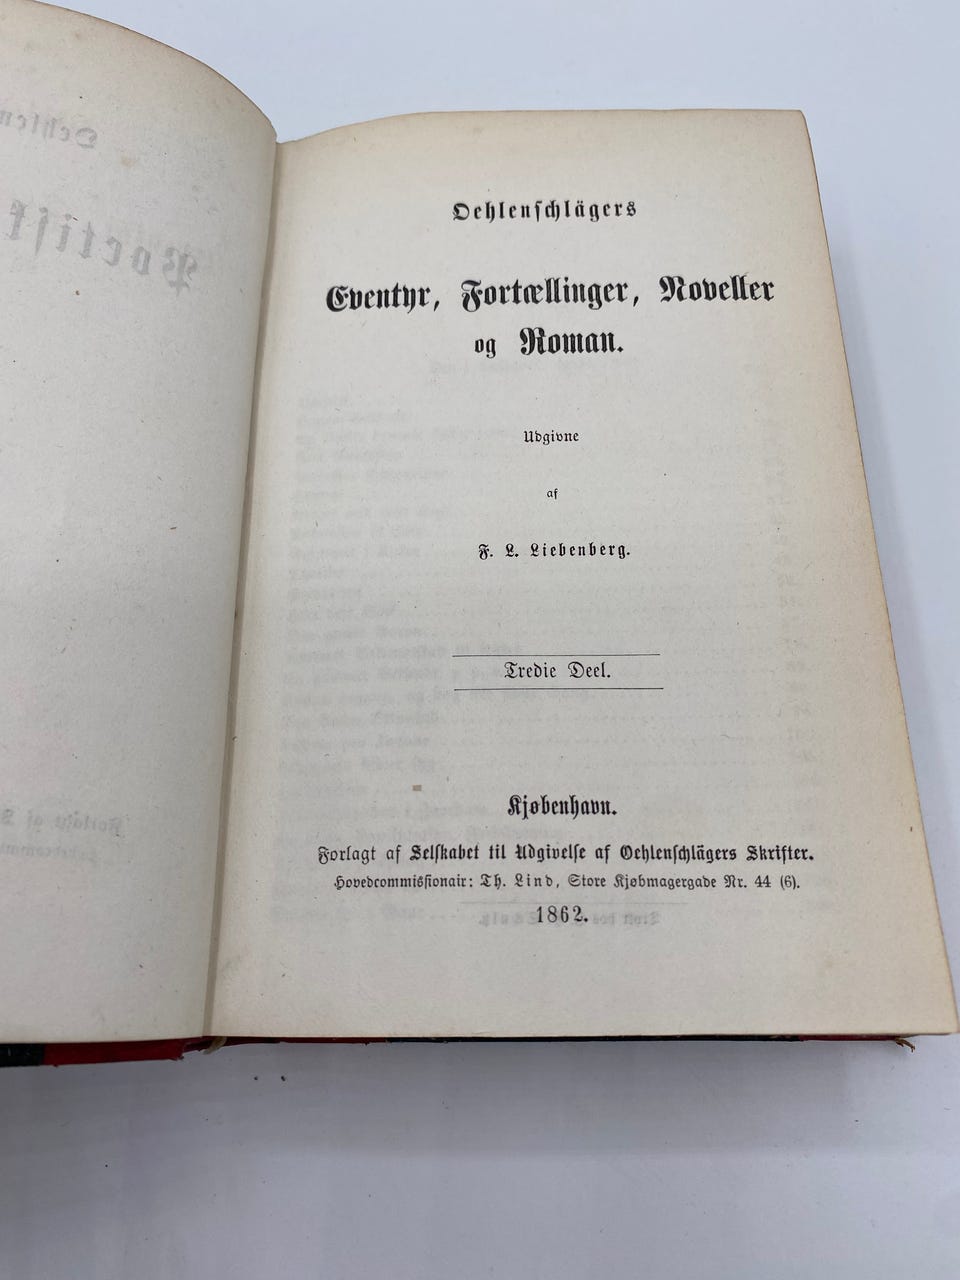 Oehlenschlägers
Eventyr, Fortællinger, Noveller
og Roman.
Udgivne
af
F. L. Liebenberg.
Tredie Deel.
Kjøbenhavn.
Forlagt af Selskabet til Udgivelse af Oehlenschlägers Skrifter.
Hovedcommissionair: Th. Lind, Store Kjøbmagergade Nr. 44 (6).
1862.